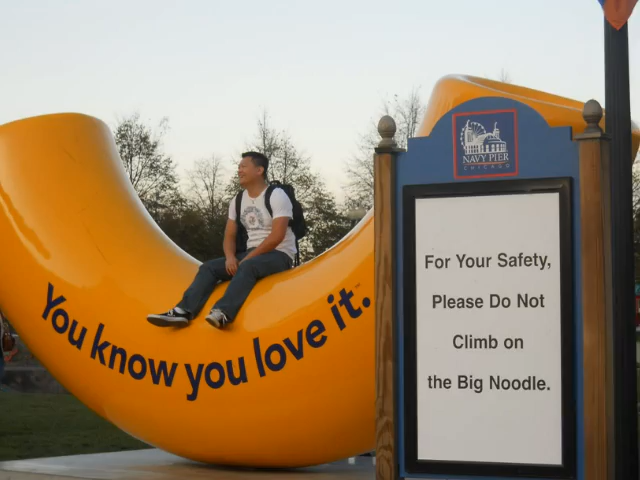 You know you love it.
NAVY PIER
CHICAGO
For Your Safety,
Please Do Not
Climb on
the Big Noodle.